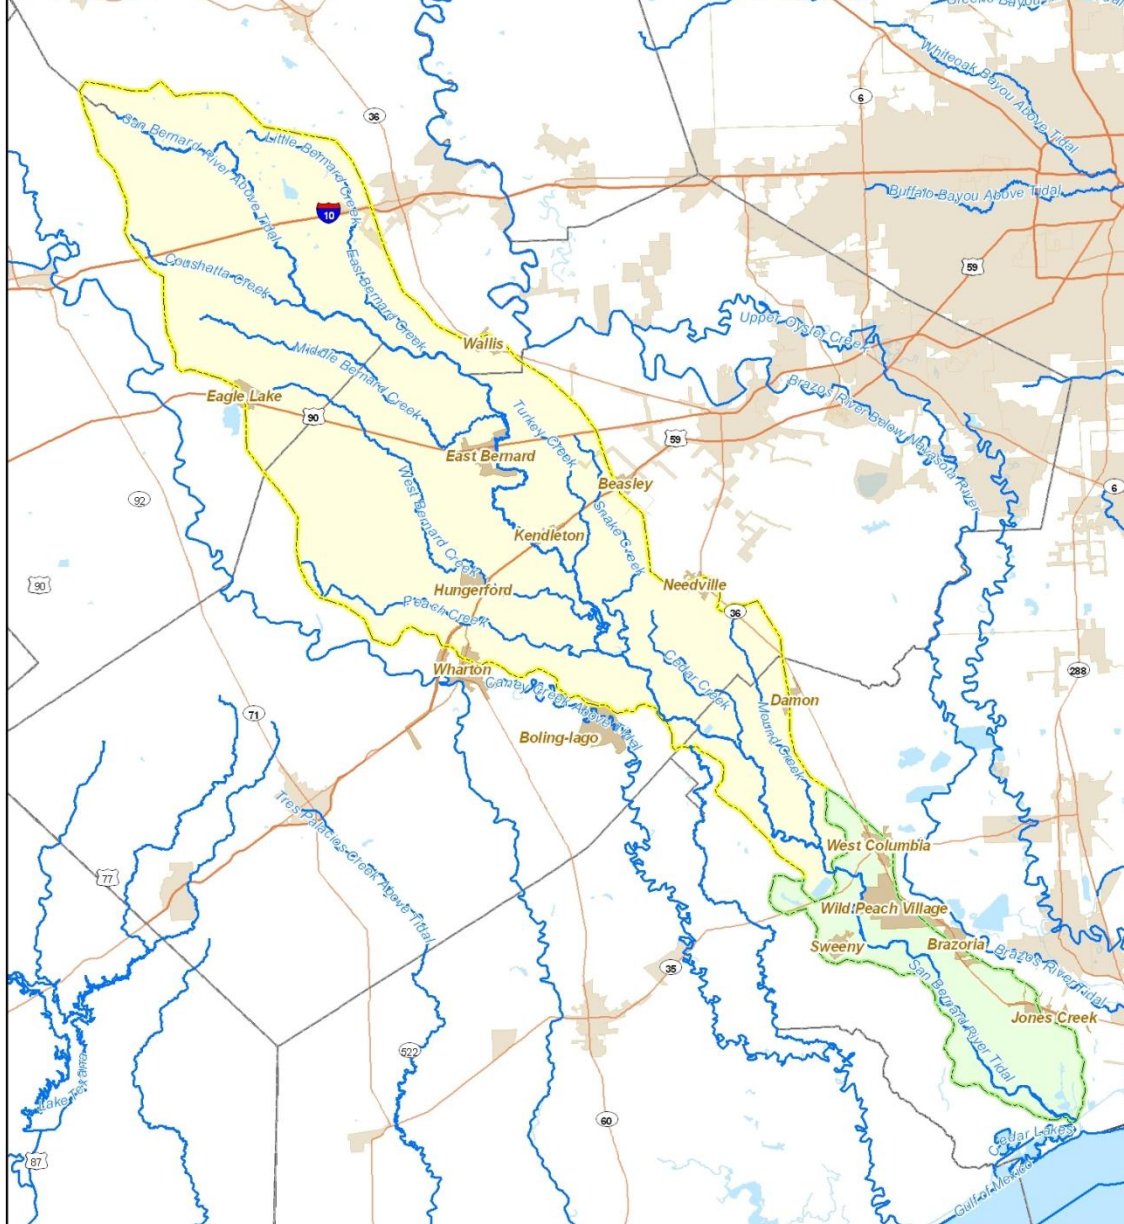 Greens Bayou
Tidal
Whiteoak Bayou Above Tidal
6
36
San Bernard River Above Tidal
Little Bernard Creek
Buffalo Bayou Above Tidal
10
59
Coushatta Creek
East Bernard Creek
Upper Oyster Creek
Wallis
Middle Bernard Creek
Eagle Lake
90
Brazos River Below Navasota River
Turkey Creek
59
East Bernard
Beasley
6
92
West Bernard Creek
Snake Creek
Kendleton
90
Hungerford
Needville
Peach Creek
36
Wharton
Cedar Creek
288
Caney Creek Above Tidal
Damon
71
Boling-Iago
Mound Creek
Tres Palacios Creek Above Tidal
West Columbia
77
Wild Peach Village
Sweeny
Brazoria
35
San Bernard River Tidal
Brazos River Tidal
Jones Creek
522
Lake Texana
60
Cedar Lakes
87
Gulf of Mexico